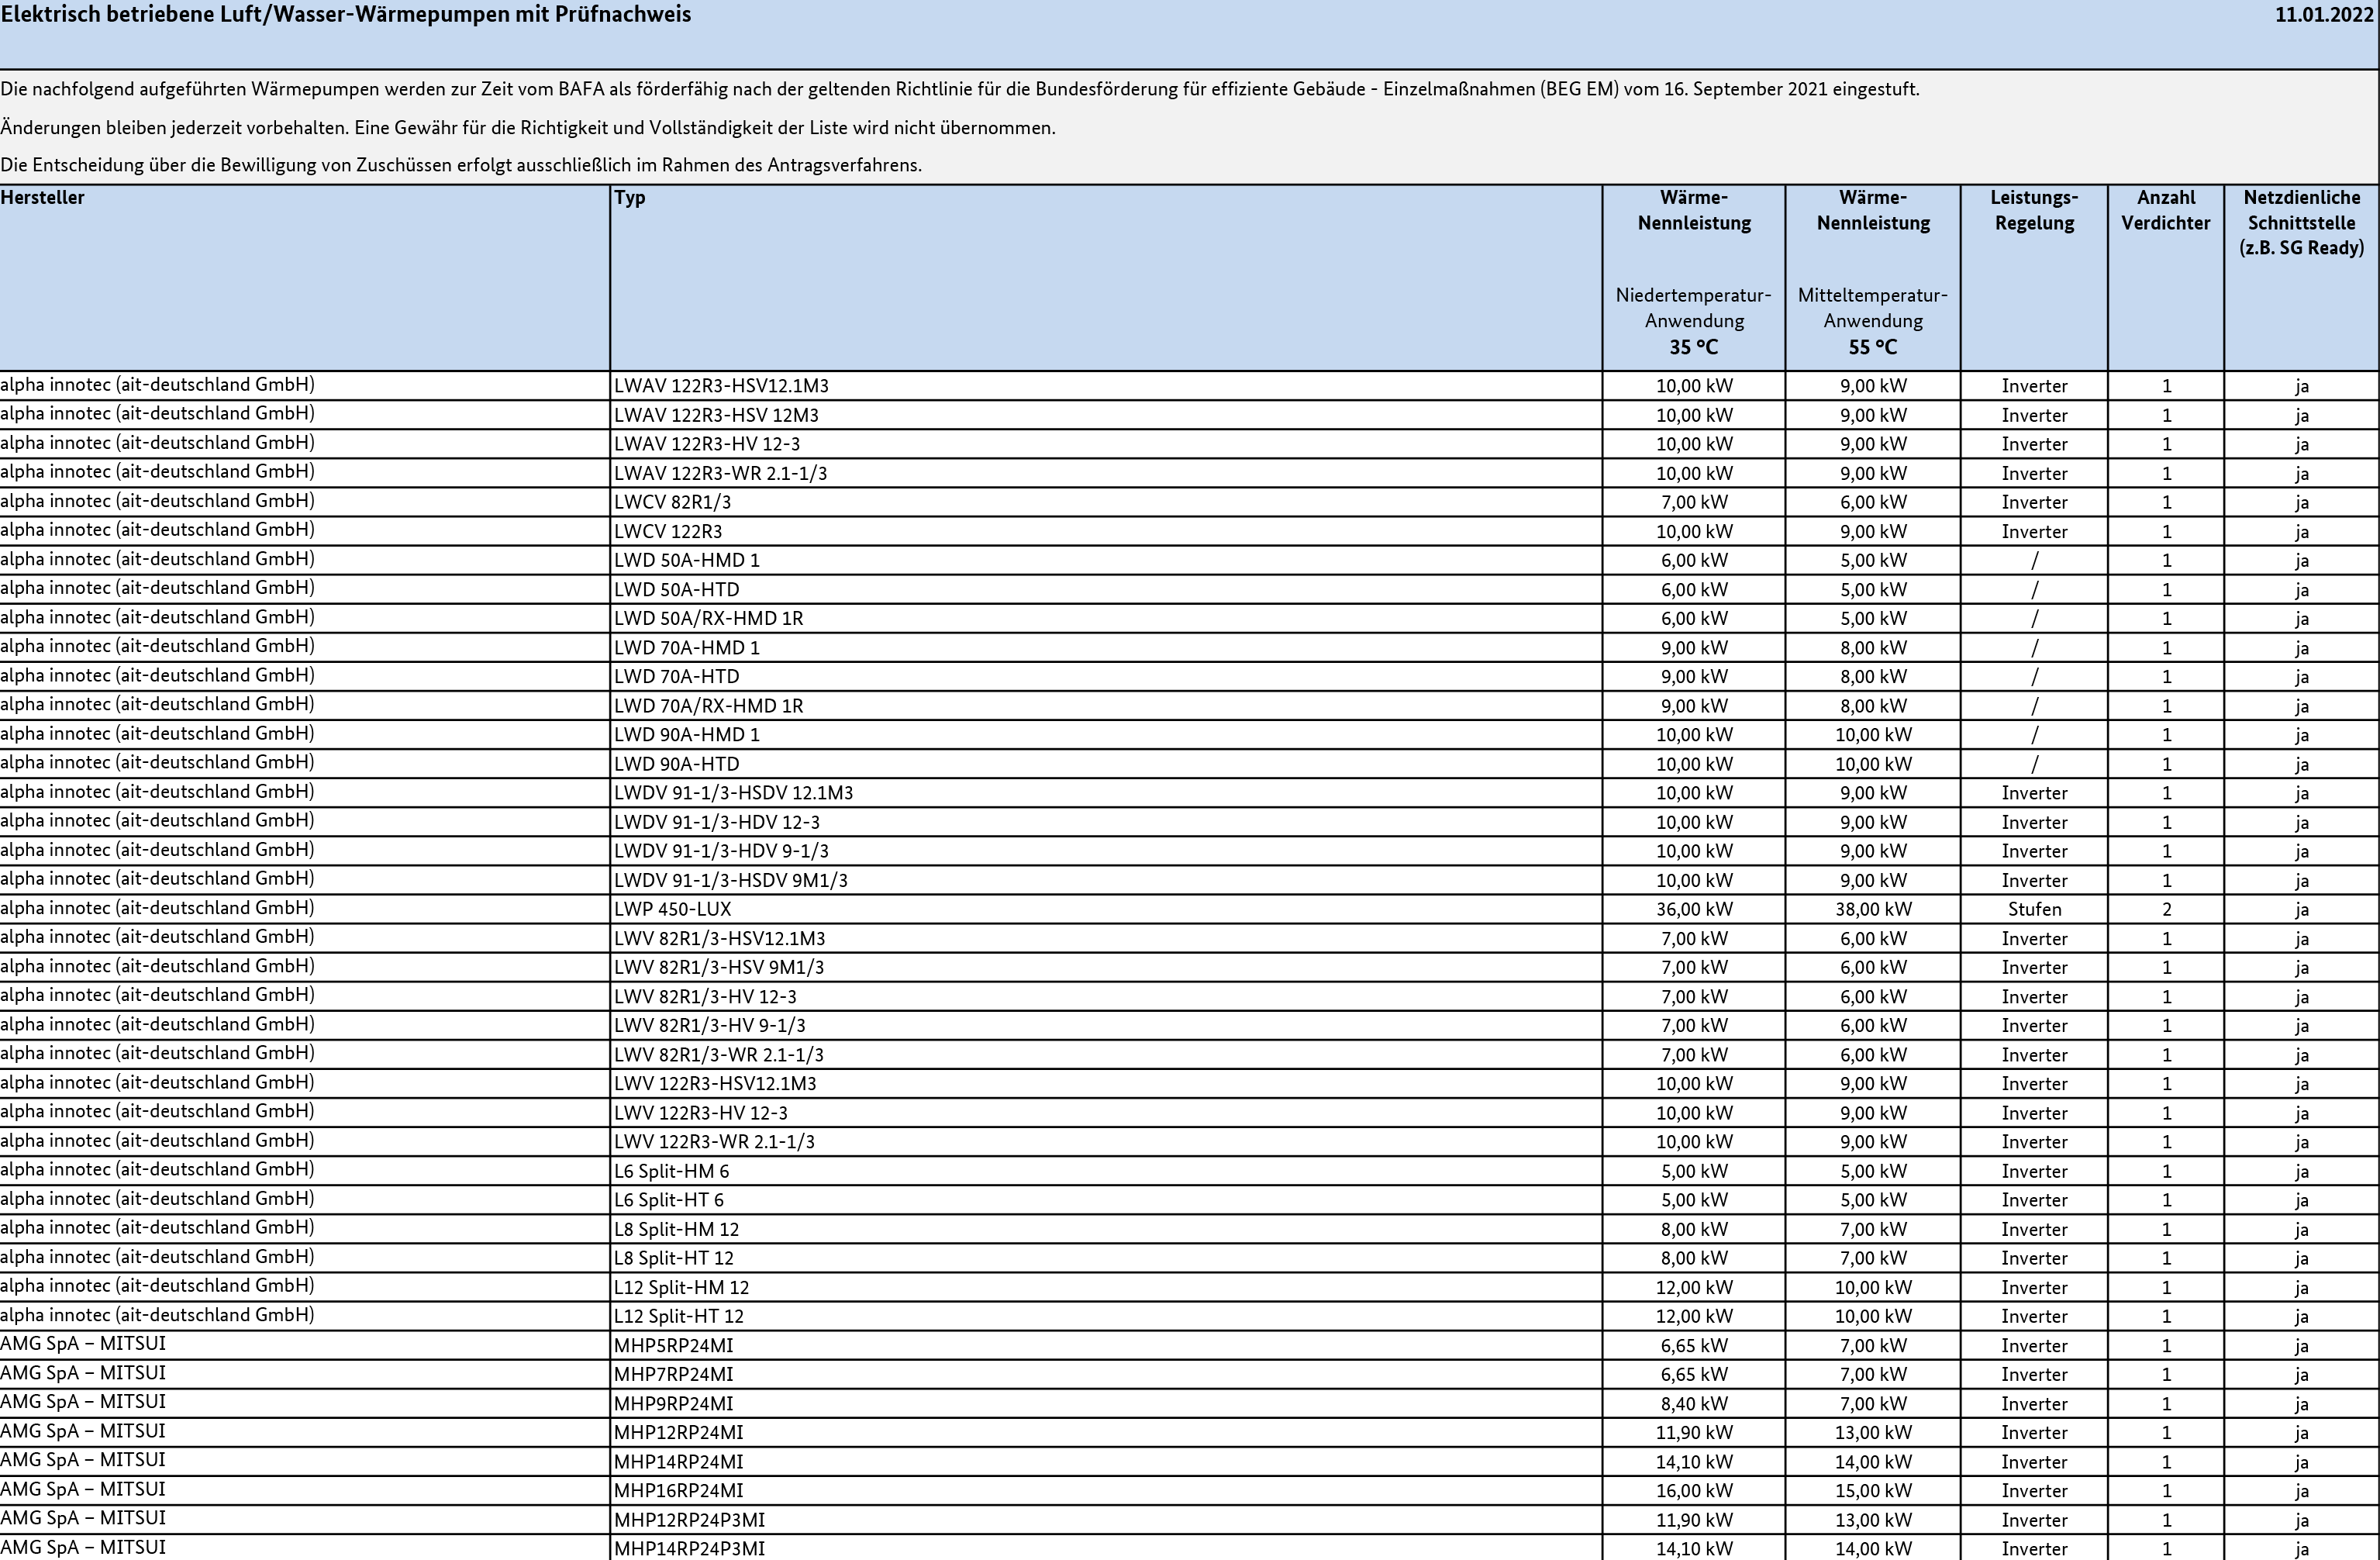 Elektrisch betriebene Luft/Wasser-Wärmepumpen mit Prüfnachweis 11.01.2022
Die nachfolgend aufgeführten Wärmepumpen werden zur Zeit vom BAFA als förderfähig nach der geltenden Richtlinie für die Bundesförderung für effiziente Gebäude - Einzelmaßnahmen (BEG EM) vom 16. September 2021 eingestuft.
Änderungen bleiben jederzeit vorbehalten. Eine Gewähr für die Richtigkeit und Vollständigkeit der Liste wird nicht übernommen.
Die Entscheidung über die Bewilligung von Zuschüssen erfolgt ausschließlich im Rahmen des Antragsverfahrens.
Hersteller Typ Wärme- Wärme- Leistungs- Anzahl Netzdienliche
Nennleistung Nennleistung Regelung Verdichter Schnittstelle
(z.B. SG Ready)
Niedertemperatur- Mitteltemperatur-
Anwendung Anwendung
35 °C 55 °C
alpha innotec (ait-deutschland GmbH) LWAV 122R3-HSV12.1M3 10,00 kW 9,00 kW Inverter 1 ja
alpha innotec (ait-deutschland GmbH) LWAV 122R3-HSV 12M3 10,00 kW 9,00 kW Inverter 1 ja
alpha innotec (ait-deutschland GmbH) LWAV 122R3-HV 12-3 10,00 kW 9,00 kW Inverter 1 ja
alpha innotec (ait-deutschland GmbH) LWAV 122R3-WR 2.1-1/3 10,00 kW 9,00 kW Inverter 1 ja
alpha innotec (ait-deutschland GmbH) LWCV 82R1/3 7,00 kW 6,00 kW Inverter 1 ja
alpha innotec (ait-deutschland GmbH) LWCV 122R3 10,00 kW 9,00 kW Inverter 1 ja
alpha innotec (ait-deutschland GmbH) LWD 50A-HMD 1 6,00 kW 5,00 kW / 1 ja
alpha innotec (ait-deutschland GmbH) LWD 50A-HTD 6,00 kW 5,00 kW / 1 ja
alpha innotec (ait-deutschland GmbH) LWD 50A/RX-HMD 1R 6,00 kW 5,00 kW / 1 ja
alpha innotec (ait-deutschland GmbH) LWD 70A-HMD 1 9,00 kW 8,00 kW / 1 ja
alpha innotec (ait-deutschland GmbH) LWD 70A-HTD 9,00 kW 8,00 kW / 1 ja
alpha innotec (ait-deutschland GmbH) LWD 70A/RX-HMD 1R 9,00 kW 8,00 kW / 1 ja
alpha innotec (ait-deutschland GmbH) LWD 90A-HMD 1 10,00 kW 10,00 kW / 1 ja
alpha innotec (ait-deutschland GmbH) LWD 90A-HTD 10,00 kW 10,00 kW / 1 ja
alpha innotec (ait-deutschland GmbH) LWDV 91-1/3-HSDV 12.1M3 10,00 kW 9,00 kW Inverter 1 ja
alpha innotec (ait-deutschland GmbH) LWDV 91-1/3-HDV 12-3 10,00 kW 9,00 kW Inverter 1 ja
alpha innotec (ait-deutschland GmbH) LWDV 91-1/3-HDV 9-1/3 10,00 kW 9,00 kW Inverter 1 ja
alpha innotec (ait-deutschland GmbH) LWDV 91-1/3-HSDV 9M1/3 10,00 kW 9,00 kW Inverter 1 ja
alpha innotec (ait-deutschland GmbH) LWP 450-LUX 36,00 kW 38,00 kW Stufen 2 ja
alpha innotec (ait-deutschland GmbH) LWV 82R1/3-HSV12.1M3 7,00 kW 6,00 kW Inverter 1 ja
alpha innotec (ait-deutschland GmbH) LWV 82R1/3-HSV 9M1/3 7,00 kW 6,00 kW Inverter 1 ja
alpha innotec (ait-deutschland GmbH) LWV 82R1/3-HV 12-3 7,00 kW 6,00 kW Inverter 1 ja
alpha innotec (ait-deutschland GmbH) LWV 82R1/3-HV 9-1/3 7,00 kW 6,00 kW Inverter 1 ja
alpha innotec (ait-deutschland GmbH) LWV 82R1/3-WR 2.1-1/3 7,00 kW 6,00 kW Inverter 1 ja
alpha innotec (ait-deutschland GmbH) LWV 122R3-HSV12.1M3 10,00 kW 9,00 kW Inverter 1 ja
alpha innotec (ait-deutschland GmbH) LWV 122R3-HV 12-3 10,00 kW 9,00 kW Inverter 1 ja
alpha innotec (ait-deutschland GmbH) LWV 122R3-WR 2.1-1/3 10,00 kW 9,00 kW Inverter 1 ja
alpha innotec (ait-deutschland GmbH) L6 Split-HM 6 5,00 kW 5,00 kW Inverter 1 ja
alpha innotec (ait-deutschland GmbH) L6 Split-HT 6 5,00 kW 5,00 kW Inverter 1 ja
alpha innotec (ait-deutschland GmbH) L8 Split-HM 12 8,00 kW 7,00 kW Inverter 1 ja
alpha innotec (ait-deutschland GmbH) L8 Split-HT 12 8,00 kW 7,00 kW Inverter 1 ja
alpha innotec (ait-deutschland GmbH) L12 Split-HM 12 12,00 kW 10,00 kW Inverter 1 ja
alpha innotec (ait-deutschland GmbH) L12 Split-HT 12 12,00 kW 10,00 kW Inverter 1 ja
AMG SpA – MITSUI MHP5RP24MI 6,65 kW 7,00 kW Inverter 1 ja
AMG SpA – MITSUI MHP7RP24MI 6,65 kW 7,00 kW Inverter 1 ja
AMG SpA – MITSUI MHP9RP24MI 8,40 kW 7,00 kW Inverter 1 ja
AMG SpA – MITSUI MHP12RP24MI 11,90 kW 13,00 kW Inverter 1 ja
AMG SpA – MITSUI MHP14RP24MI 14,10 kW 14,00 kW Inverter 1 ja
AMG SpA – MITSUI MHP16RP24MI 16,00 kW 15,00 kW Inverter 1 ja
AMG SpA – MITSUI MHP12RP24P3MI 11,90 kW 13,00 kW Inverter 1 ja
AMG SpA – MITSUI MHP14RP24P3MI 14,10 kW 14,00 kW Inverter 1 ja